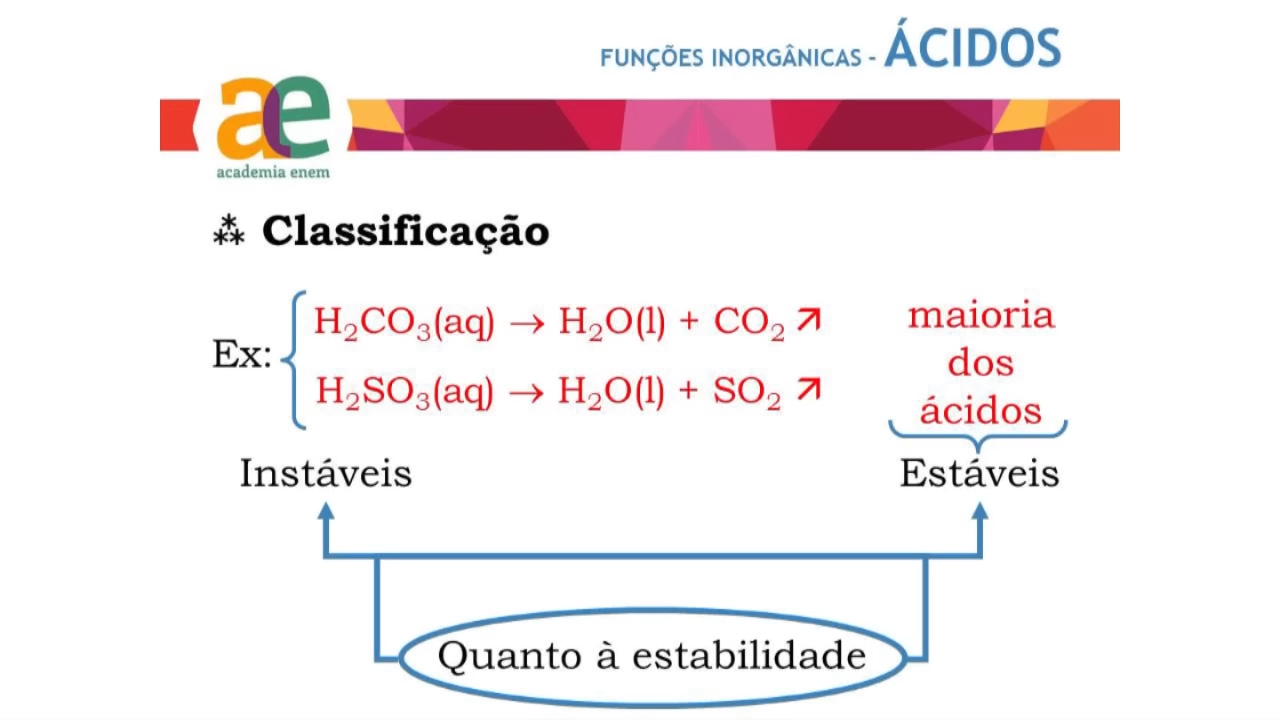 FUNÇÕES INORGÂNICAS - ÁCIDOS
ae
academia enem
⁂ Classificação
Ex:
H₂CO₃(aq) → H₂O(l) + CO₂ ↗
H₂SO₃(aq) → H₂O(l) + SO₂ ↗
maioria
dos
ácidos
Instáveis
Estáveis
Quanto à estabilidade